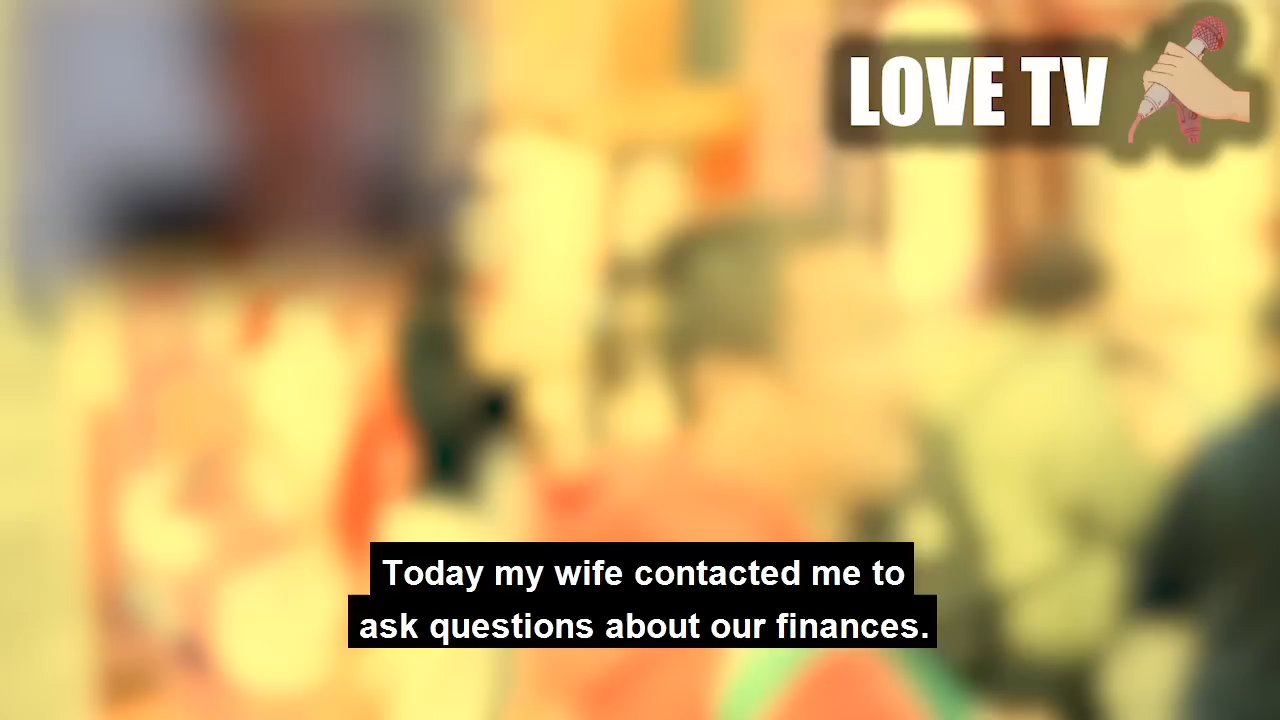 LOVE TV
Today my wife contacted me to
ask questions about our finances.